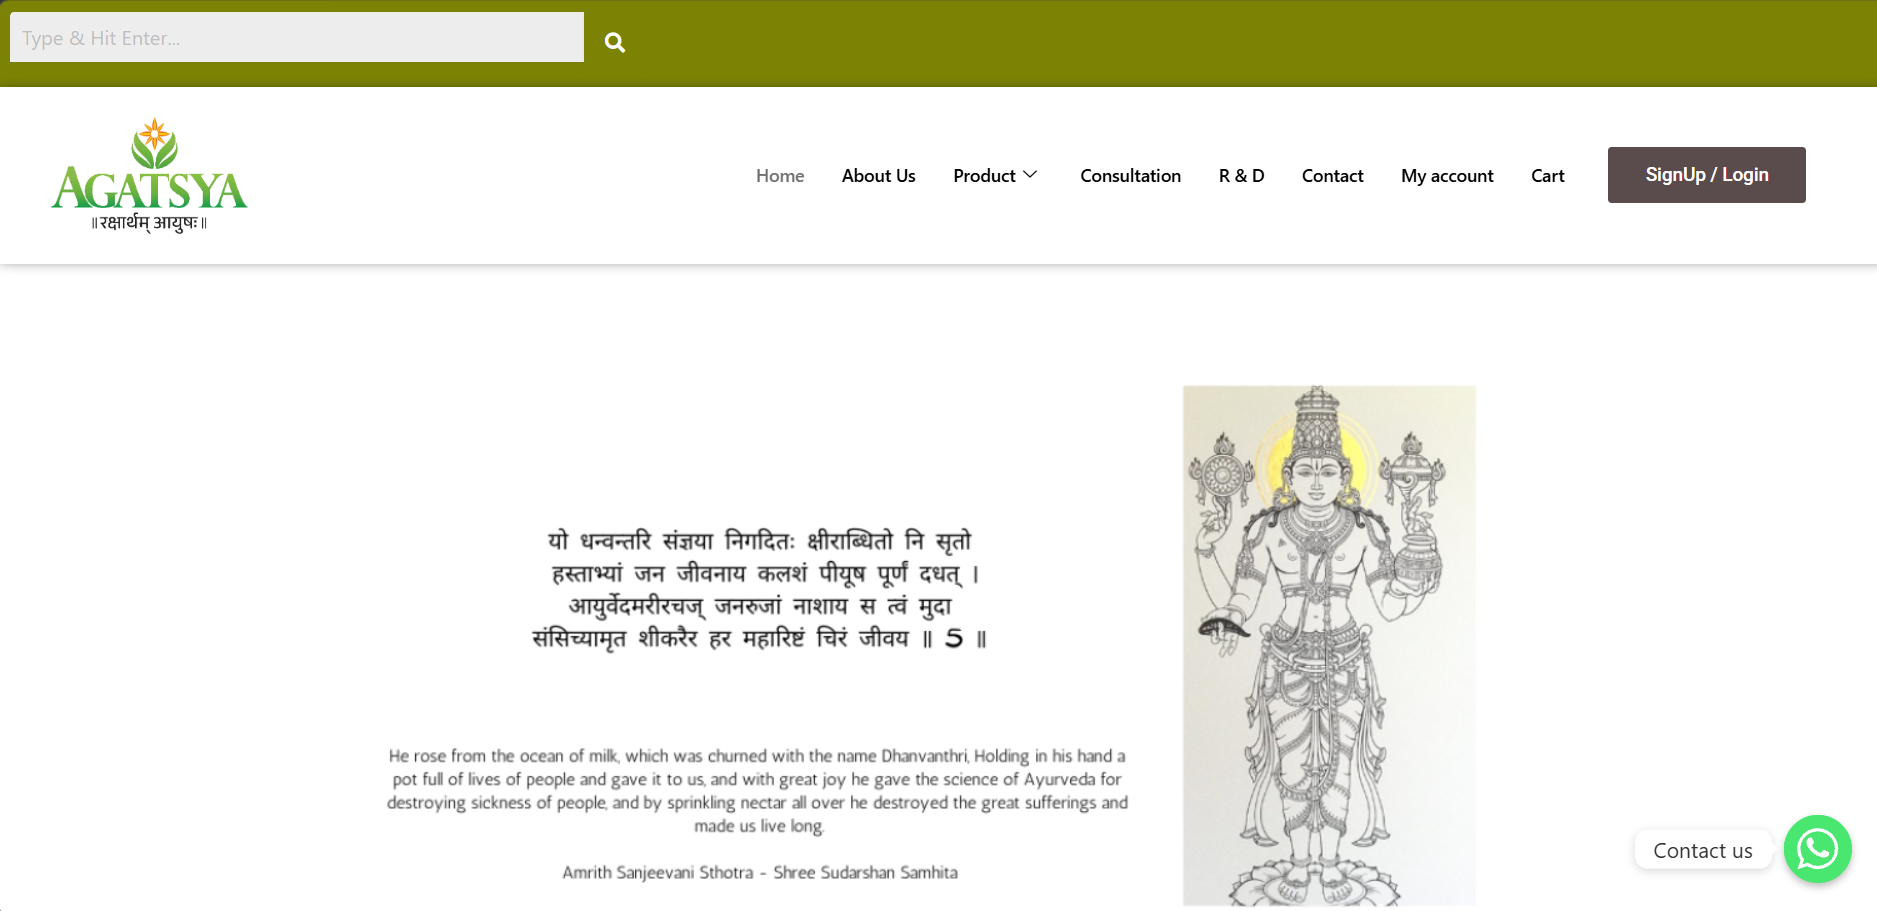 Type & Hit Enter...
AGATSYA
॥रक्षार्थम् आयुषः॥
Home About Us Product Consultation R & D Contact My account Cart SignUp / Login
यो धन्वन्तरि संज्ञया निगदितः क्षीराब्धितो नि सृतो
हस्ताभ्यां जन जीवनाय कलशं पीयूष पूर्णं दधत् ।
आयुर्वेदमरीरचज् जनरुजां नाशाय स त्वं मुदा
संसिच्यामृत शीकरैर हर महारिष्टं चिरं जीवय ॥ 5 ॥
He rose from the ocean of milk, which was churned with the name Dhanvanthri, Holding in his hand a
pot full of lives of people and gave it to us, and with great joy he gave the science of Ayurveda for
destroying sickness of people, and by sprinkling nectar all over he destroyed the great sufferings and
made us live long.
Amrith Sanjeevani Sthotra - Shree Sudarshan Samhita
Contact us